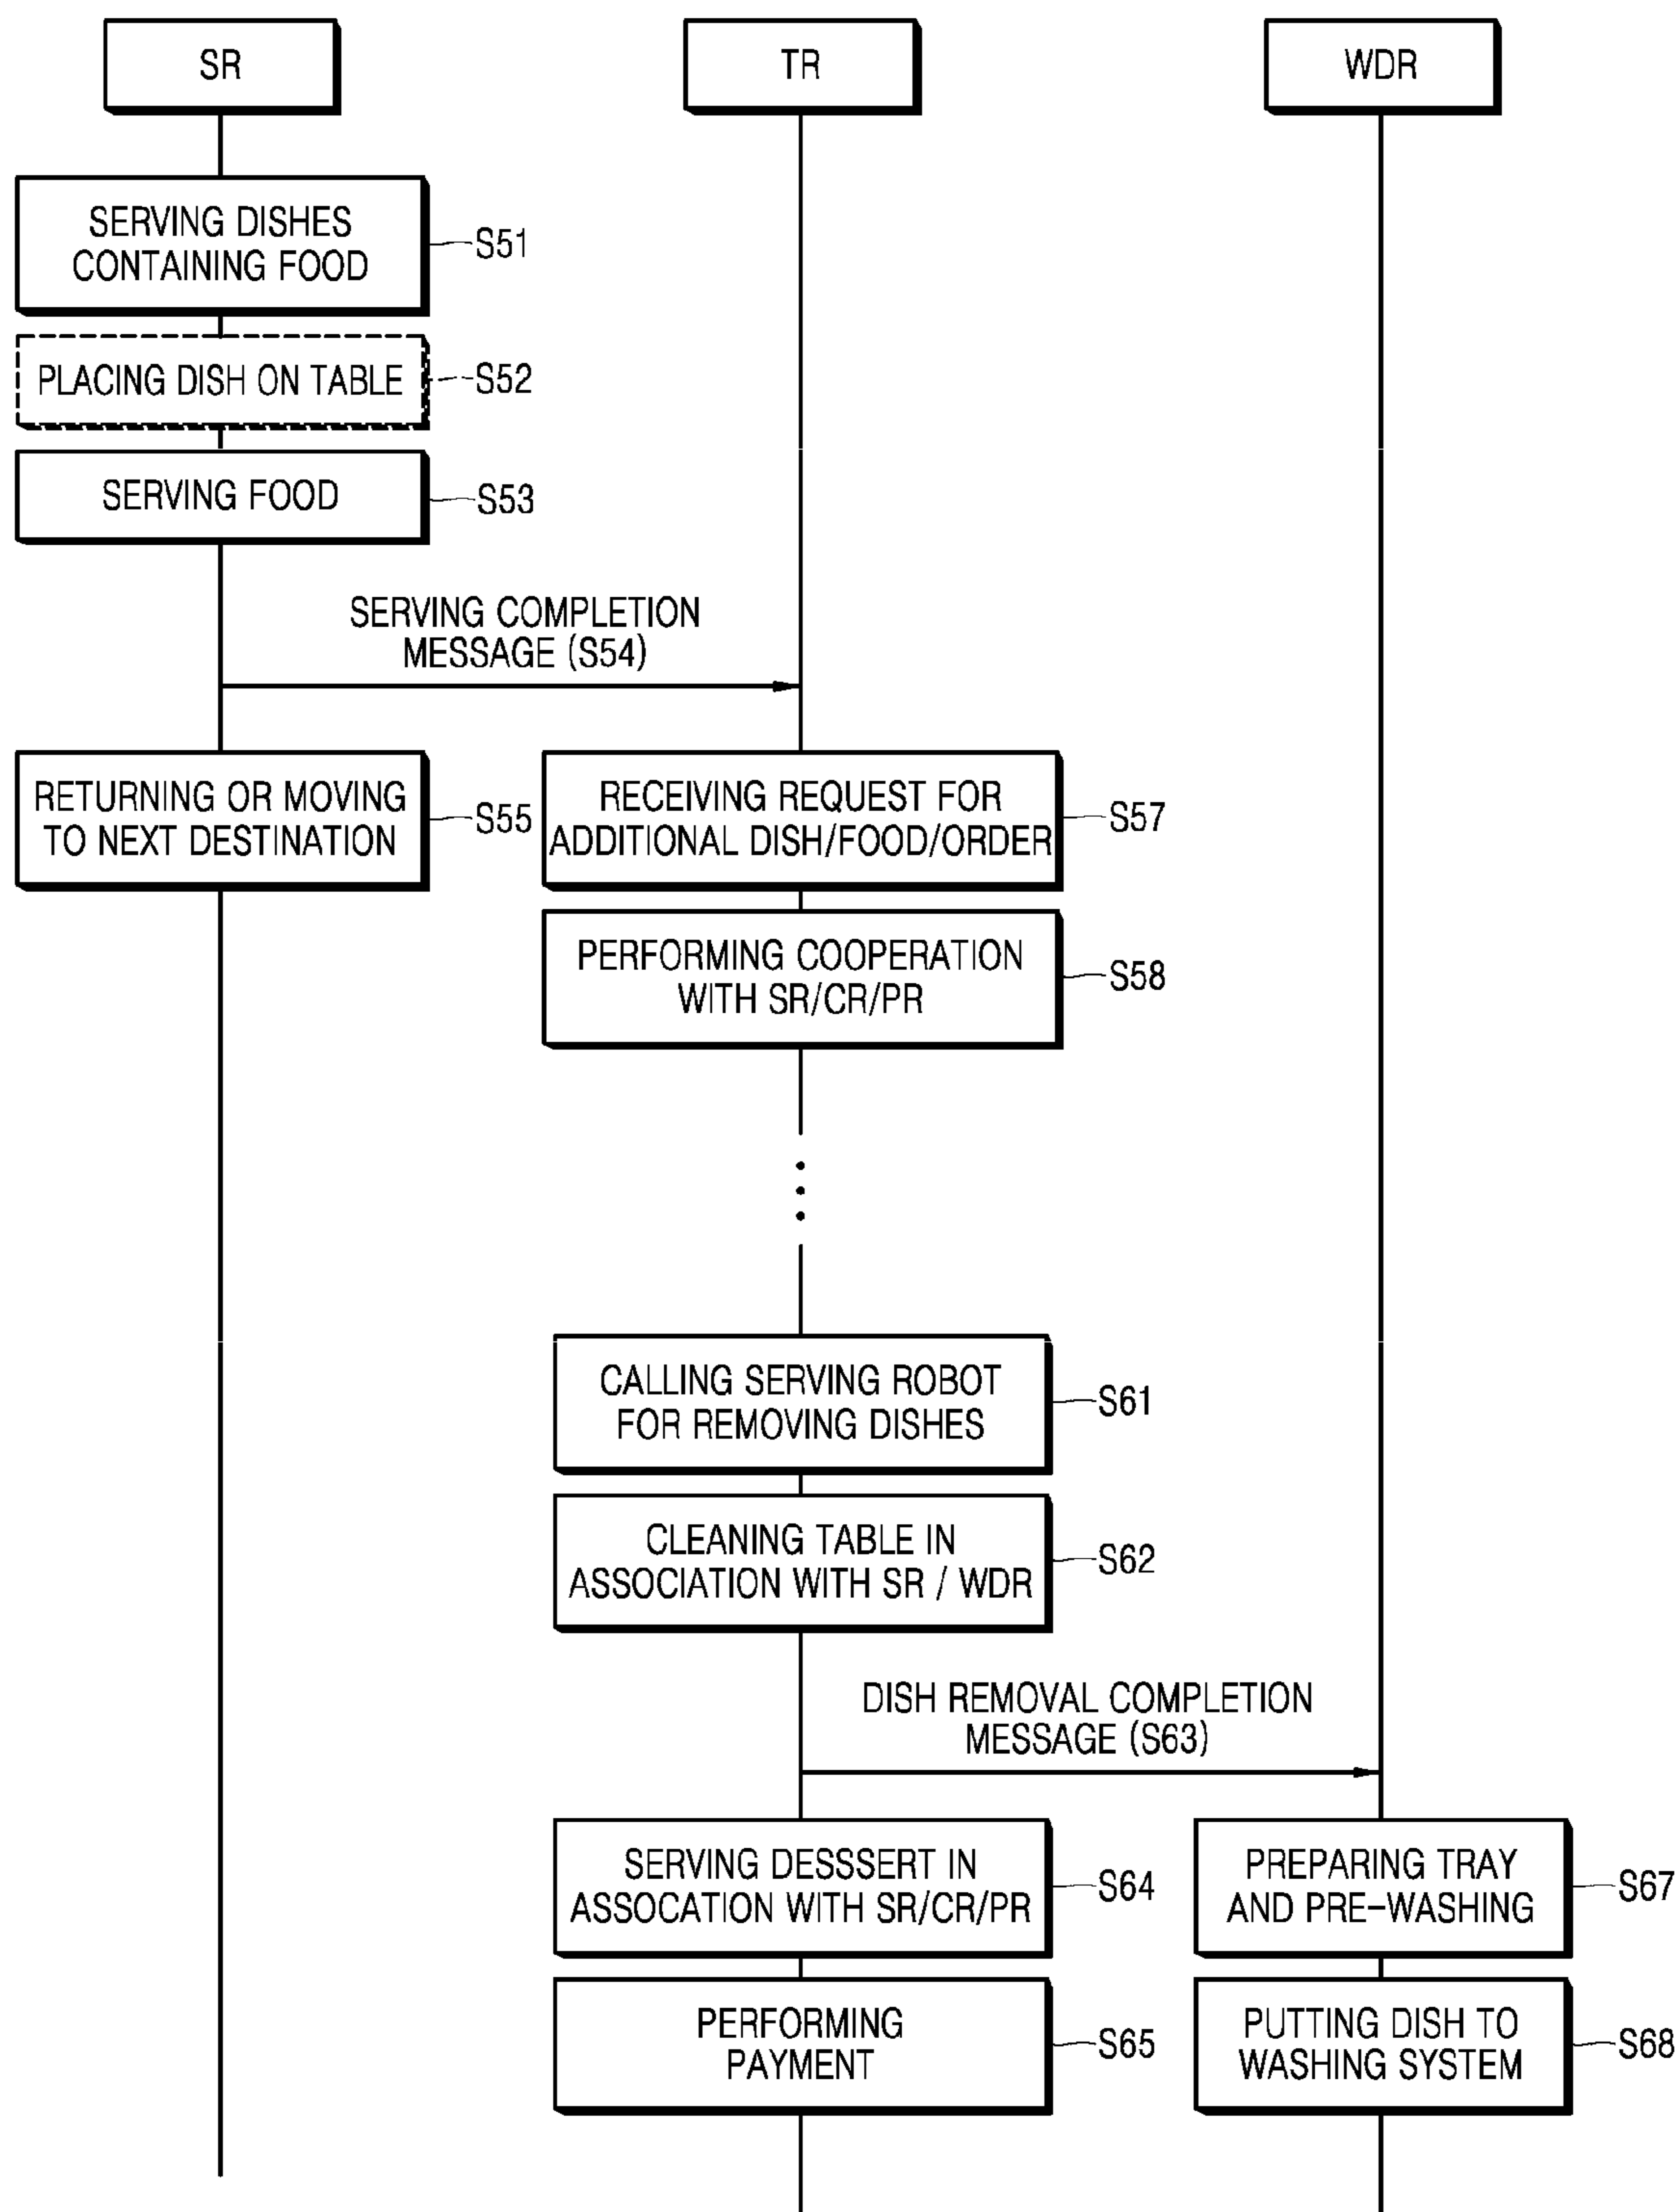 SR
TR
WDR
SERVING DISHES
CONTAINING FOOD
S51
PLACING DISH ON TABLE
S52
SERVING FOOD
S53
SERVING COMPLETION
MESSAGE (S54)
RETURNING OR MOVING
TO NEXT DESTINATION
S55
RECEIVING REQUEST FOR
ADDITIONAL DISH/FOOD/ORDER
S57
PERFORMING COOPERATION
WITH SR/CR/PR
S58
CALLING SERVING ROBOT
FOR REMOVING DISHES
S61
CLEANING TABLE IN
ASSOCIATION WITH SR / WDR
S62
DISH REMOVAL COMPLETION
MESSAGE (S63)
SERVING DESSSERT IN
ASSOCATION WITH SR/CR/PR
S64
PREPARING TRAY
AND PRE-WASHING
S67
PERFORMING
PAYMENT
S65
PUTTING DISH TO
WASHING SYSTEM
S68